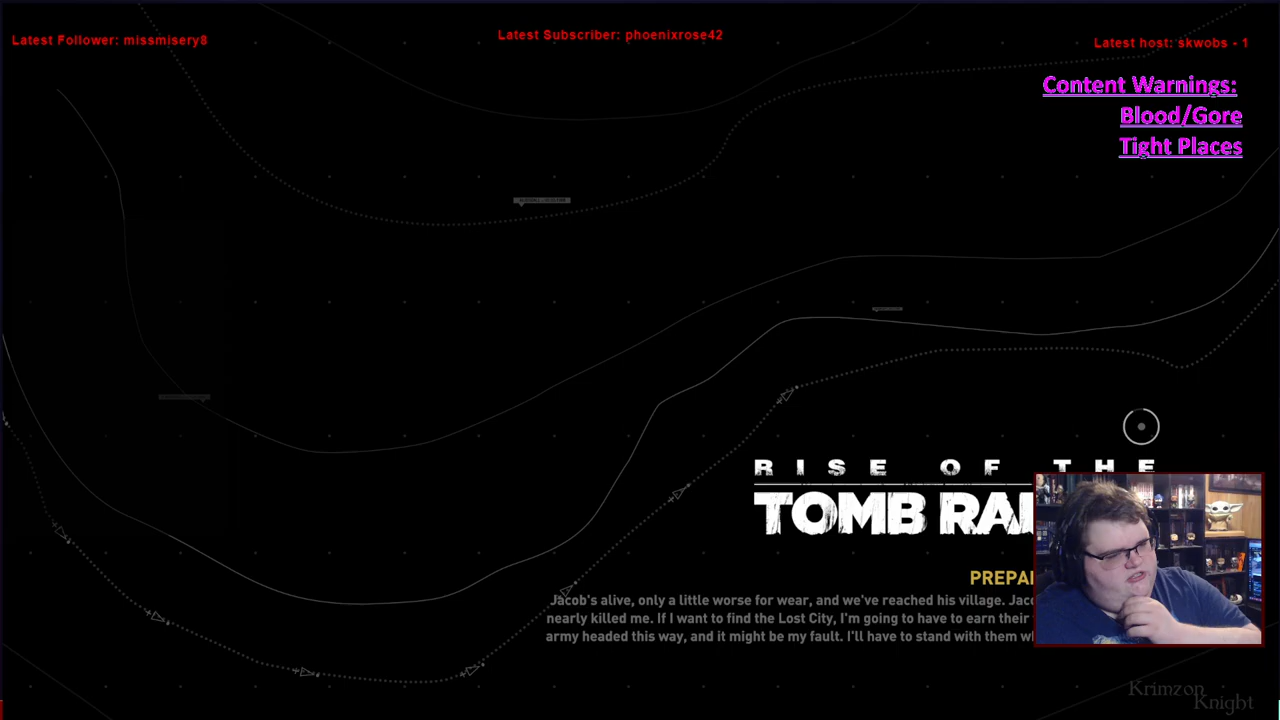 Latest Follower: missmisery8
Latest Subscriber: phoenixrose42
Latest host: skwobs - 1
Content Warnings:
Blood/Gore
Tight Places
RISE OF THE
TOMB RAI
PREPA
Jacob's alive, only a little worse for wear, and we've reached his village. Jac
nearly killed me. If I want to find the Lost City, I'm going to have to earn their
army headed this way, and it might be my fault. I'll have to stand with them w
Krimzon
Knight